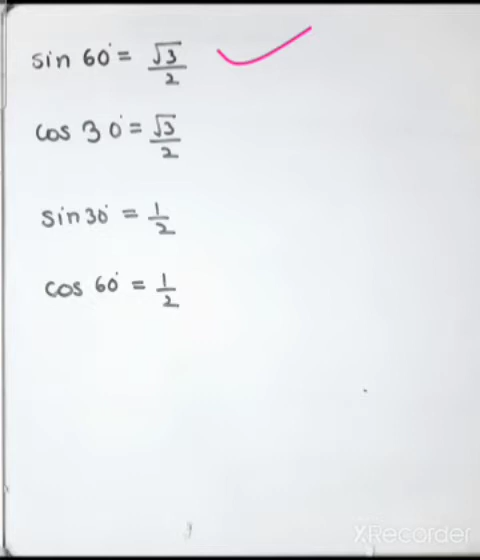 sin 60° = √3/2
cos 30° = √3/2
sin 30° = 1/2
cos 60° = 1/2
XRecorder